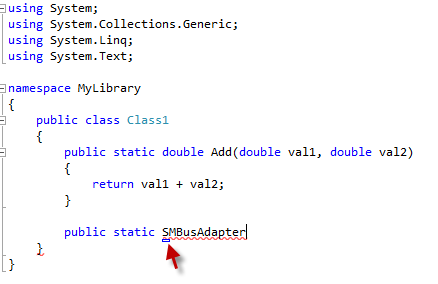 using System;
using System.Collections.Generic;
using System.Linq;
using System.Text;
namespace MyLibrary
{
public class Class1
{
public static double Add(double val1, double val2)
{
return val1 + val2;
}
public static SMBusAdapter
}
}